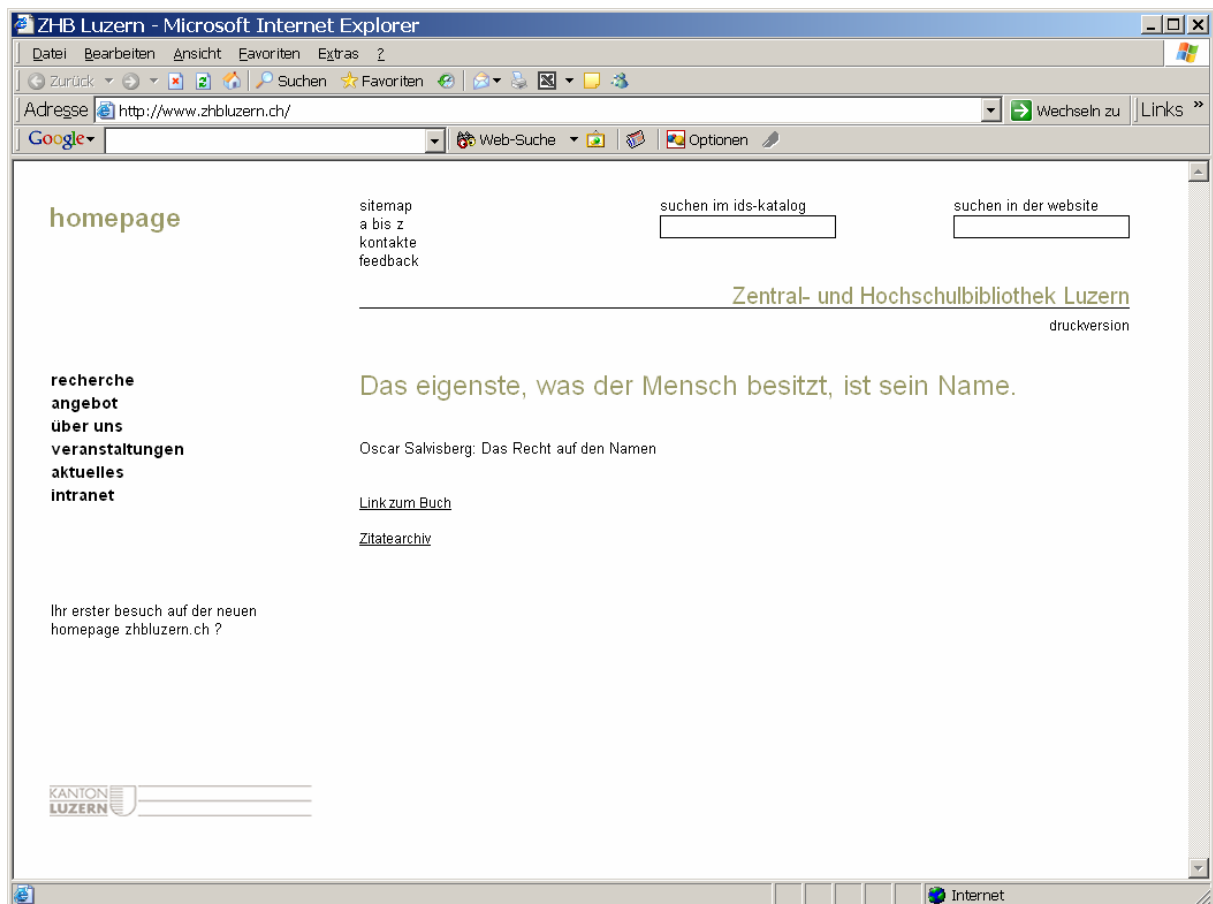 ZHB Luzern - Microsoft Internet Explorer
Datei Bearbeiten Ansicht Favoriten Extras ?
Zurück Suchen Favoriten
Adresse http://www.zhbluzern.ch/ Wechseln zu Links »
Google Web-Suche Optionen
homepage
sitemap
a bis z
kontakte
feedback
suchen im ids-katalog
suchen in der website
Zentral- und Hochschulbibliothek Luzern
druckversion
recherche
angebot
über uns
veranstaltungen
aktuelles
intranet
Das eigenste, was der Mensch besitzt, ist sein Name.
Oscar Salvisberg: Das Recht auf den Namen
Link zum Buch
Zitatearchiv
Ihr erster besuch auf der neuen
homepage zhbluzern.ch ?
KANTON
LUZERN
Internet